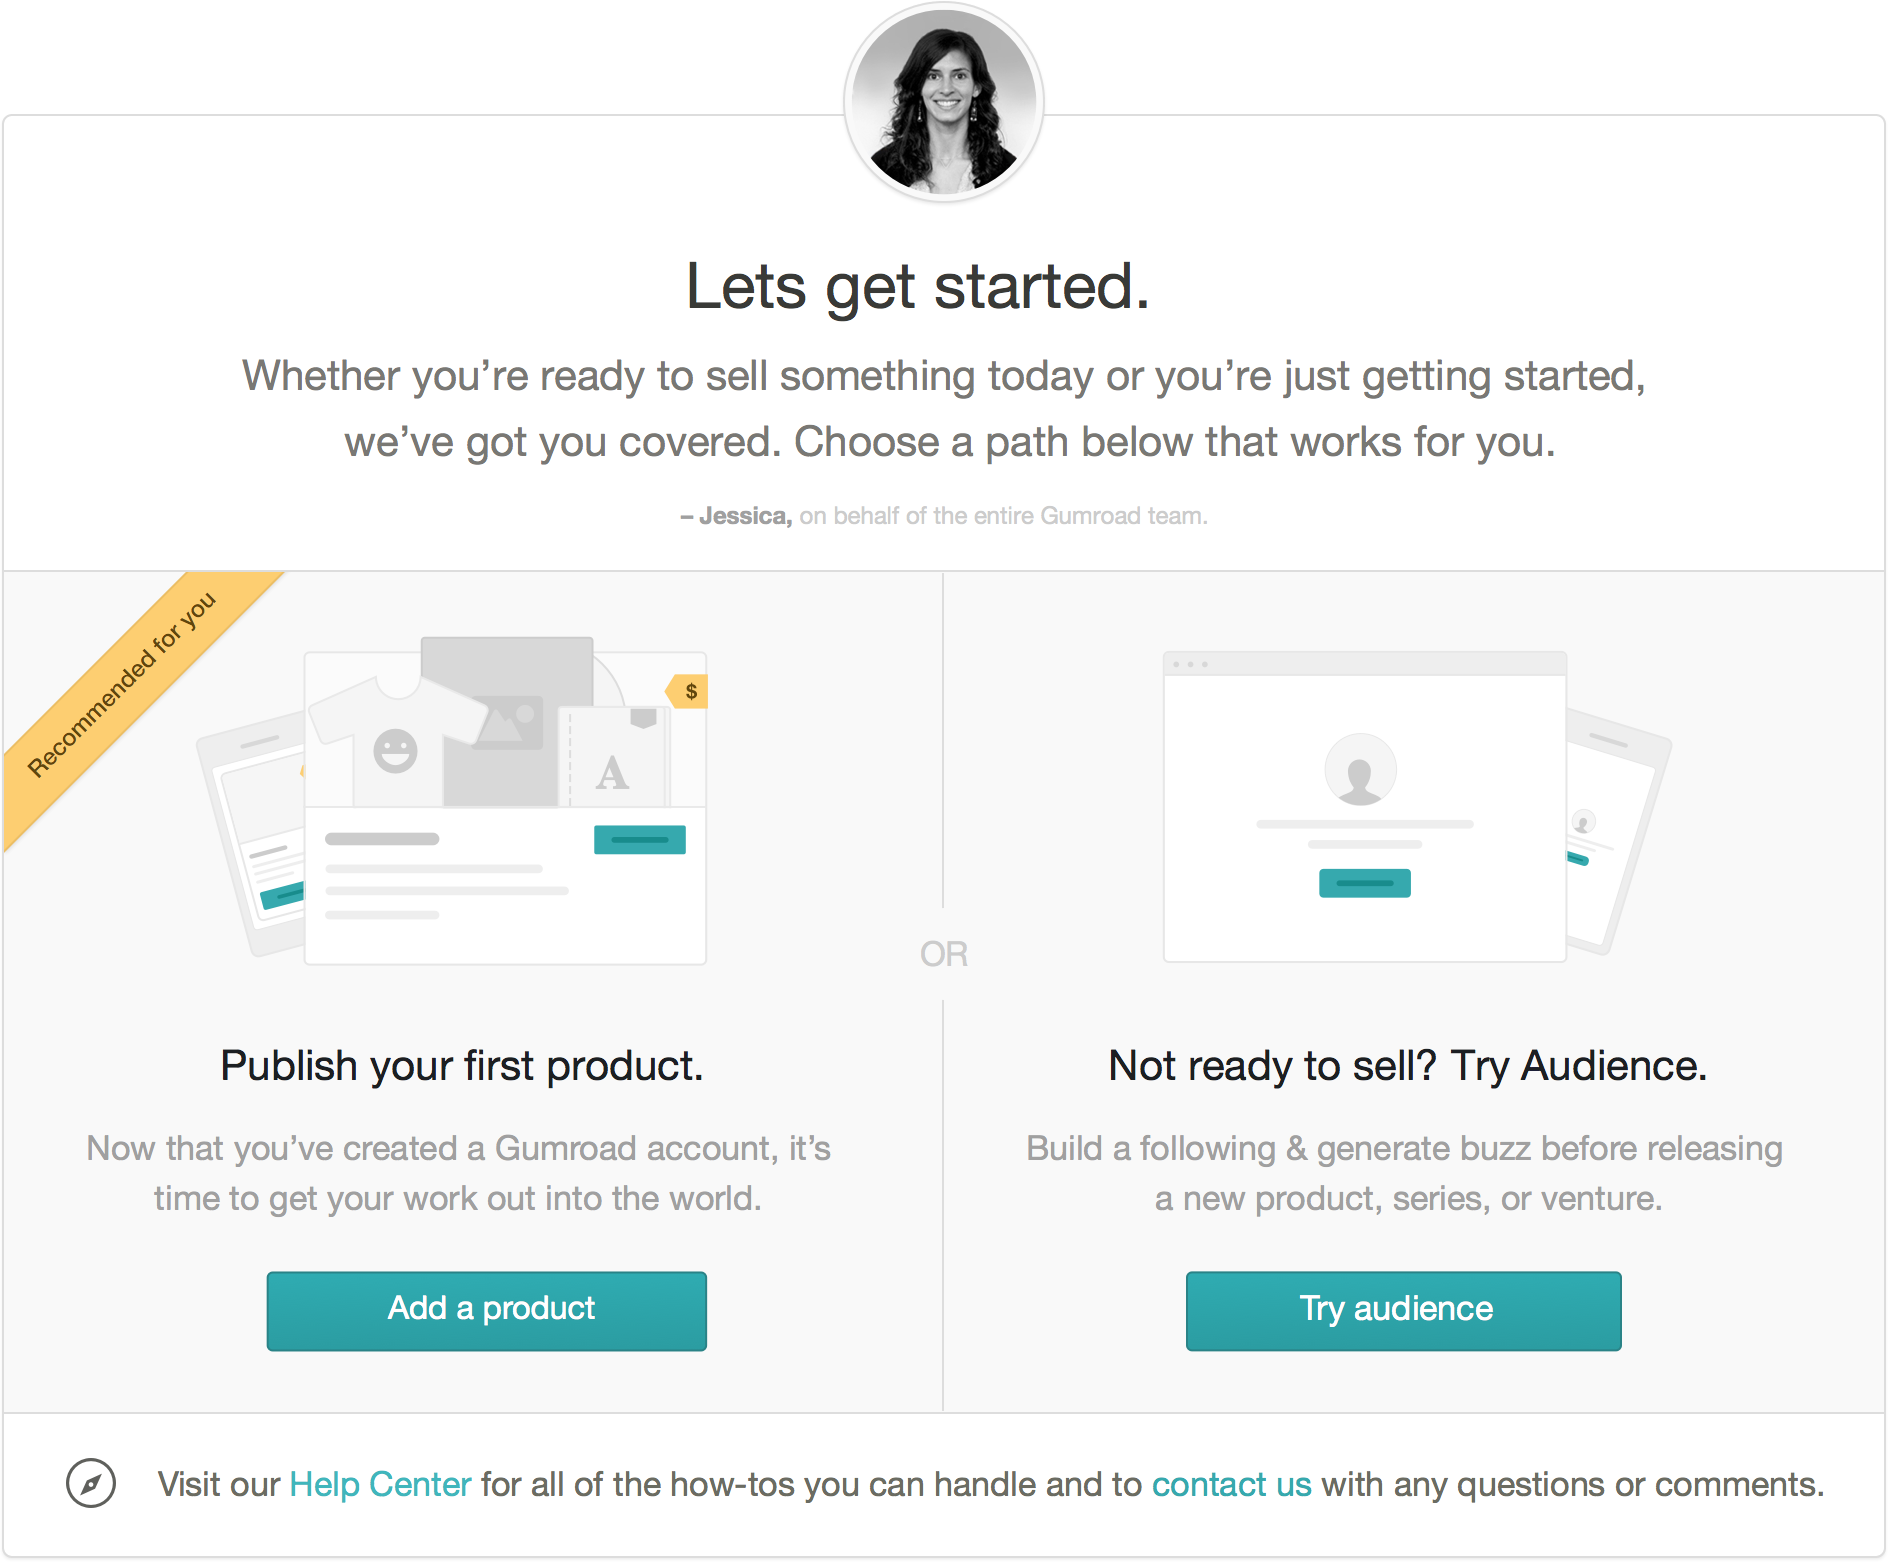 Lets get started.
Whether you’re ready to sell something today or you’re just getting started,
we’ve got you covered. Choose a path below that works for you.
– Jessica, on behalf of the entire Gumroad team.
Recommended for you
$
A
OR
Publish your first product.
Now that you’ve created a Gumroad account, it’s
time to get your work out into the world.
Add a product
Not ready to sell? Try Audience.
Build a following & generate buzz before releasing
a new product, series, or venture.
Try audience
Visit our Help Center for all of the how-tos you can handle and to contact us with any questions or comments.